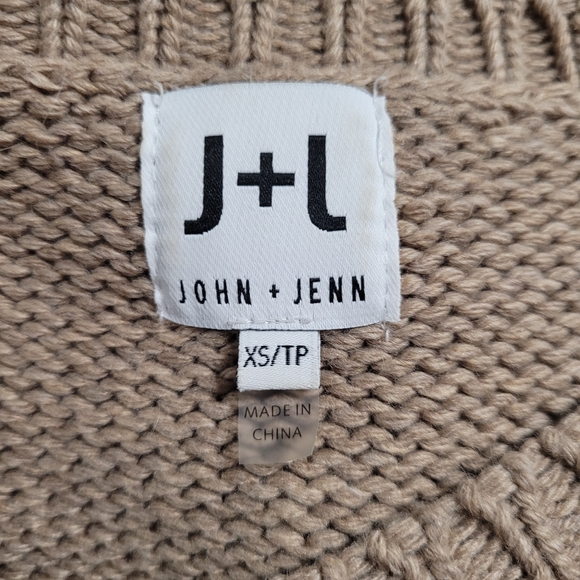 J+J
JOHN + JENN
XS/TP
MADE IN
CHINA